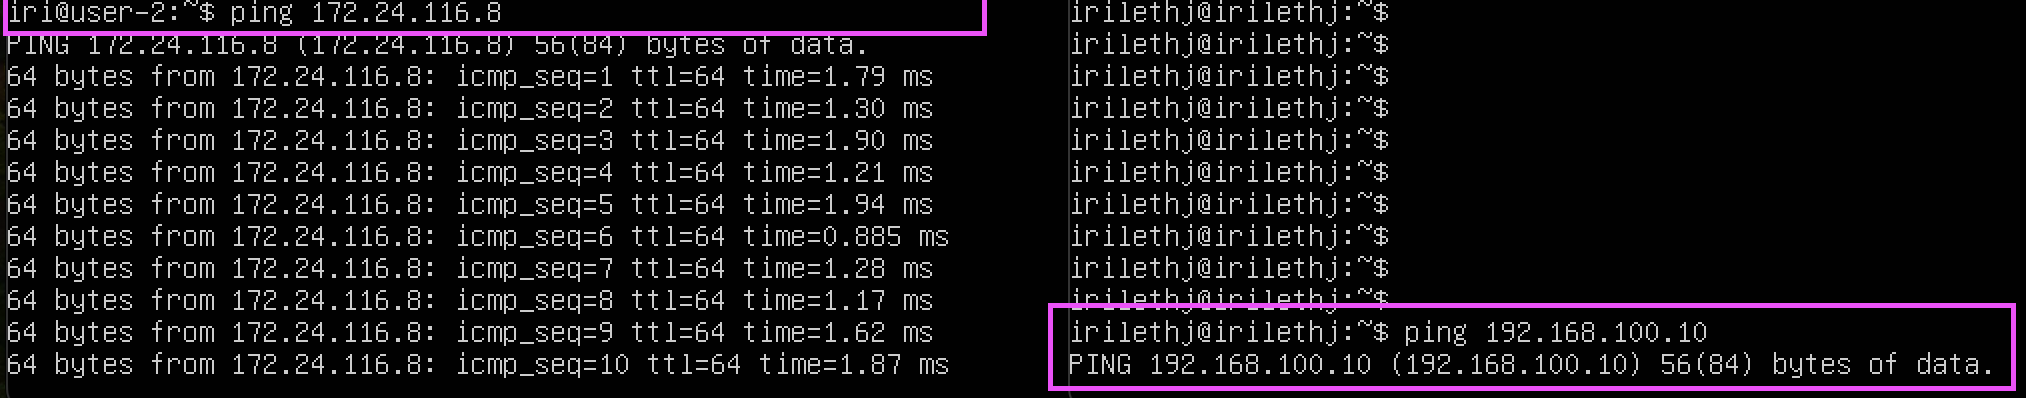 iri@user-2:~$ ping 172.24.116.8
PING 172.24.116.8 (172.24.116.8) 56(84) bytes of data.
64 bytes from 172.24.116.8: icmp_seq=1 ttl=64 time=1.79 ms
64 bytes from 172.24.116.8: icmp_seq=2 ttl=64 time=1.30 ms
64 bytes from 172.24.116.8: icmp_seq=3 ttl=64 time=1.90 ms
64 bytes from 172.24.116.8: icmp_seq=4 ttl=64 time=1.21 ms
64 bytes from 172.24.116.8: icmp_seq=5 ttl=64 time=1.94 ms
64 bytes from 172.24.116.8: icmp_seq=6 ttl=64 time=0.885 ms
64 bytes from 172.24.116.8: icmp_seq=7 ttl=64 time=1.28 ms
64 bytes from 172.24.116.8: icmp_seq=8 ttl=64 time=1.17 ms
64 bytes from 172.24.116.8: icmp_seq=9 ttl=64 time=1.62 ms
64 bytes from 172.24.116.8: icmp_seq=10 ttl=64 time=1.87 ms
irilethj@irilethj:~$
irilethj@irilethj:~$
irilethj@irilethj:~$
irilethj@irilethj:~$
irilethj@irilethj:~$
irilethj@irilethj:~$
irilethj@irilethj:~$
irilethj@irilethj:~$
irilethj@irilethj:~$
irilethj@irilethj:~$
irilethj@irilethj:~$ ping 192.168.100.10
PING 192.168.100.10 (192.168.100.10) 56(84) bytes of data.